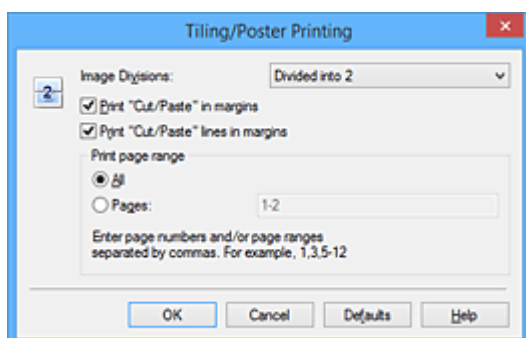 Tiling/Poster Printing
2
Image Divisions: Divided into 2
Print "Cut/Paste" in margins
Print "Cut/Paste" lines in margins
Print page range
All
Pages: 1-2
Enter page numbers and/or page ranges
separated by commas. For example, 1,3,5-12
OK Cancel Defaults Help